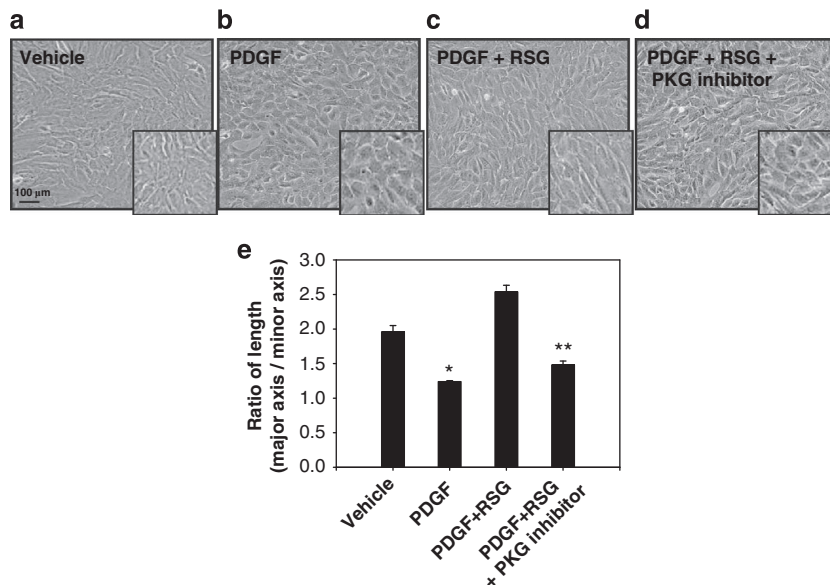 a b c d
Vehicle
PDGF
PDGF + RSG
PDGF + RSG +
PKG inhibitor
100 μm
e
Ratio of length
(major axis / minor axis)
3.0
2.5
2.0
1.5
1.0
0.5
0.0
*
**
Vehicle
PDGF
PDGF+RSG
PDGF+RSG
+ PKG inhibitor